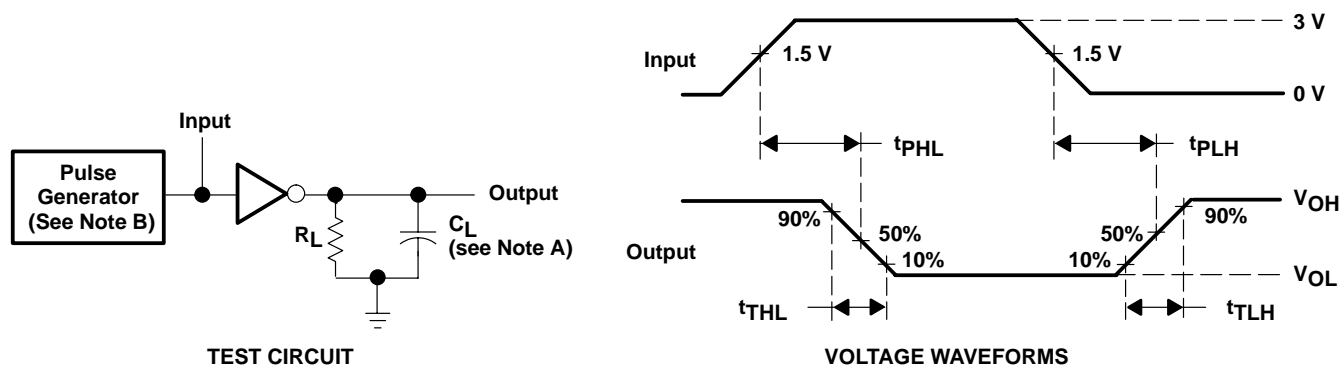 Input
Pulse
Generator
(See Note B)
Output
RL
CL
(see Note A)
TEST CIRCUIT
3 V
1.5 V
1.5 V
Input
0 V
tPHL
tPLH
VOH
90%
90%
50%
50%
Output
10%
10%
VOL
tTHL
tTLH
VOLTAGE WAVEFORMS